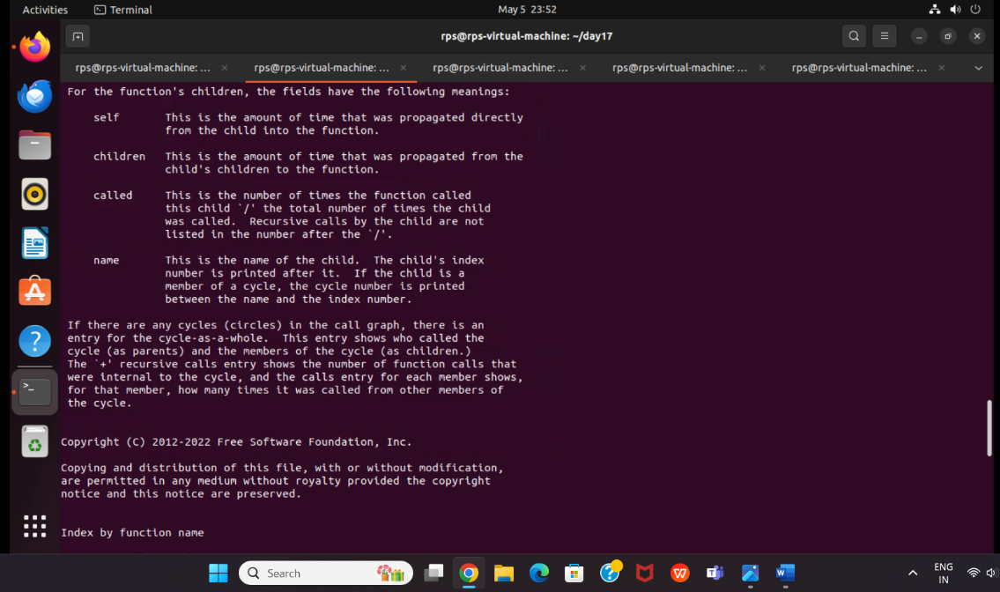 Activities
Terminal
May 5 23:52
rps@rps-virtual-machine: ~/day17
rps@rps-virtual-machine: ...
rps@rps-virtual-machine: ...
rps@rps-virtual-machine: ...
rps@rps-virtual-machine: ...
rps@rps-virtual-machine: ...
For the function's children, the fields have the following meanings:
self This is the amount of time that was propagated directly
from the child into the function.
children This is the amount of time that was propagated from the
child's children to the function.
called This is the number of times the function called
this child `/' the total number of times the child
was called. Recursive calls by the child are not
listed in the number after the `/'.
name This is the name of the child. The child's index
number is printed after it. If the child is a
member of a cycle, the cycle number is printed
between the name and the index number.
If there are any cycles (circles) in the call graph, there is an
entry for the cycle-as-a-whole. This entry shows who called the
cycle (as parents) and the members of the cycle (as children.)
The `+' recursive calls entry shows the number of function calls that
were internal to the cycle, and the calls entry for each member shows,
for that member, how many times it was called from other members of
the cycle.
Copyright (C) 2012-2022 Free Software Foundation, Inc.
Copying and distribution of this file, with or without modification,
are permitted in any medium without royalty provided the copyright
notice and this notice are preserved.
Index by function name
Search
ENG
IN